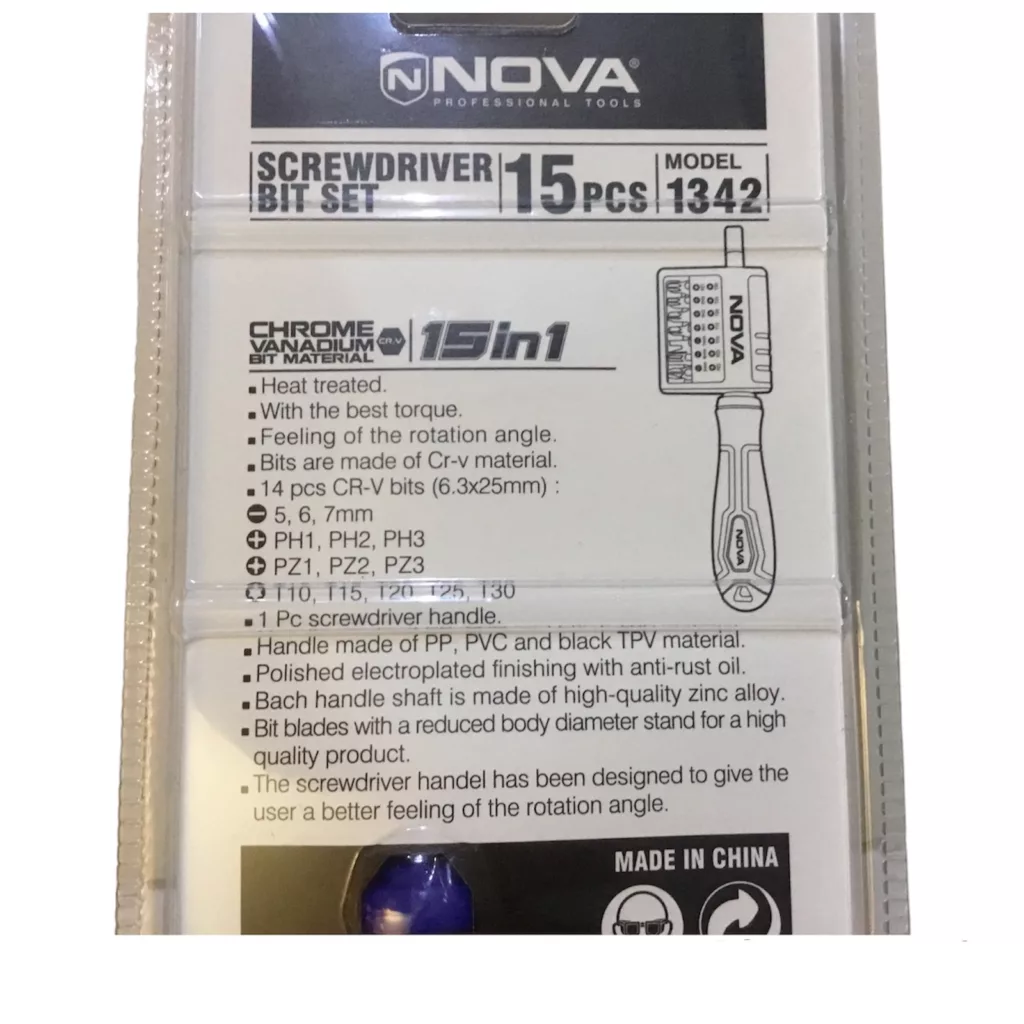 N NOVA®
PROFESSIONAL TOOLS
SCREWDRIVER
BIT SET
15 PCS
MODEL
1342
CHROME
VANADIUM
BIT MATERIAL
CR.V
15in1
NOVA
NOVA
Heat treated.
With the best torque.
Feeling of the rotation angle.
Bits are made of Cr-v material.
14 pcs CR-V bits (6.3x25mm) :
5, 6, 7mm
PH1, PH2, PH3
PZ1, PZ2, PZ3
T10, T15, T20 T25, T30
1 Pc screwdriver handle.
Handle made of PP, PVC and black TPV material.
Polished electroplated finishing with anti-rust oil.
Bach handle shaft is made of high-quality zinc alloy.
Bit blades with a reduced body diameter stand for a high
quality product.
The screwdriver handel has been designed to give the
user a better feeling of the rotation angle.
MADE IN CHINA